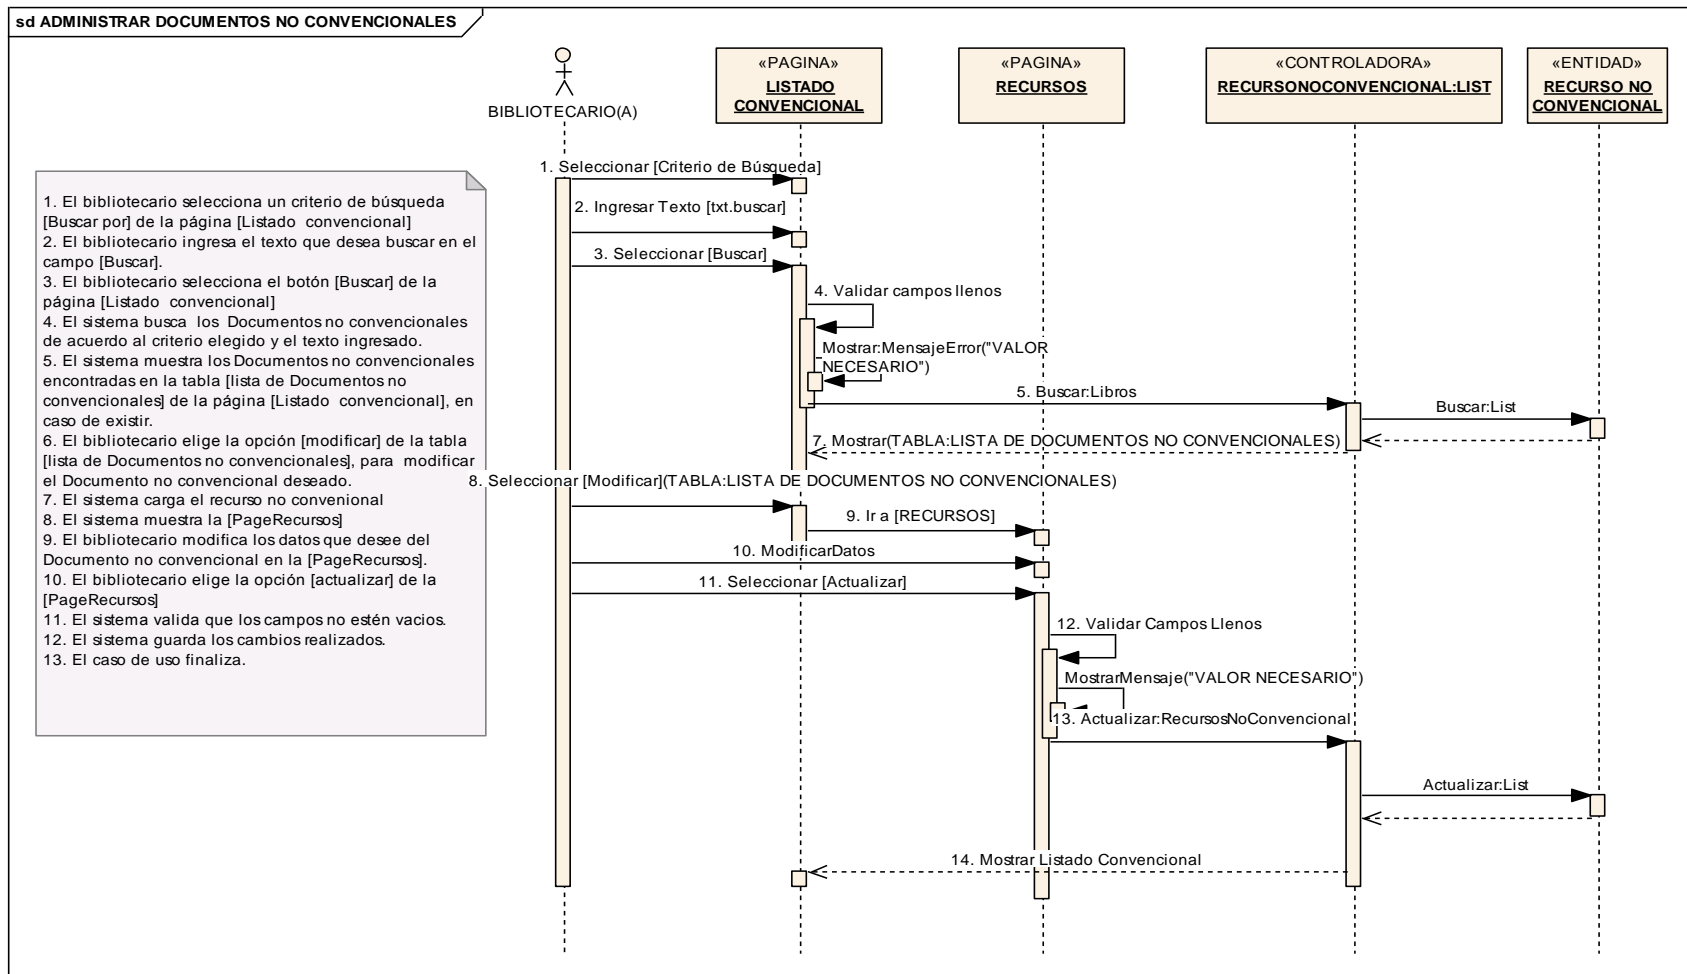 sd ADMINISTRAR DOCUMENTOS NO CONVENCIONALES
BIBLIOTECARIO(A)
«PAGINA»
LISTADO
CONVENCIONAL
«PAGINA»
RECURSOS
«CONTROLADORA»
RECURSONOCONVENCIONAL:LIST
«ENTIDAD»
RECURSO NO
CONVENCIONAL
1. El bibliotecario selecciona un criterio de búsqueda
[Buscar por] de la página [Listado  convencional]
2. El bibliotecario ingresa el texto que desea buscar en el
campo [Buscar].
3. El bibliotecario selecciona el botón [Buscar] de la
página [Listado  convencional]
4. El sistema busca  los  Documentos no convencionales
de acuerdo al criterio elegido y el texto ingresado.
5. El sistema muestra los Documentos no convencionales
encontradas en la tabla [lista de Documentos no
convencionales] de la página [Listado  convencional], en
caso de existir.
6. El bibliotecario elige la opción [modificar] de la tabla
[lista de Documentos no convencionales], para  modificar
el Documento no convencional deseado.
7. El sistema carga el recurso no convenional
8. El sistema muestra la [PageRecursos]
9. El bibliotecario modifica los datos que desee del
Documento no convencional en la [PageRecursos].
10. El bibliotecario elige la opción [actualizar] de la
[PageRecursos]
11. El sistema valida que los campos no estén vacios.
12. El sistema guarda los cambios realizados.
13. El caso de uso finaliza.
1. Seleccionar [Criterio de Búsqueda]
2. Ingresar Texto [txt.buscar]
3. Seleccionar [Buscar]
4. Validar campos llenos
Mostrar:MensajeError("VALOR
NECESARIO")
5. Buscar:Libros
Buscar:List
7. Mostrar(TABLA:LISTA DE DOCUMENTOS NO CONVENCIONALES)
8. Seleccionar [Modificar](TABLA:LISTA DE DOCUMENTOS NO CONVENCIONALES)
9. Ir a [RECURSOS]
10. ModificarDatos
11. Seleccionar [Actualizar]
12. Validar Campos Llenos
MostrarMensaje("VALOR NECESARIO")
13. Actualizar:RecursosNoConvencional
Actualizar:List
14. Mostrar Listado Convencional